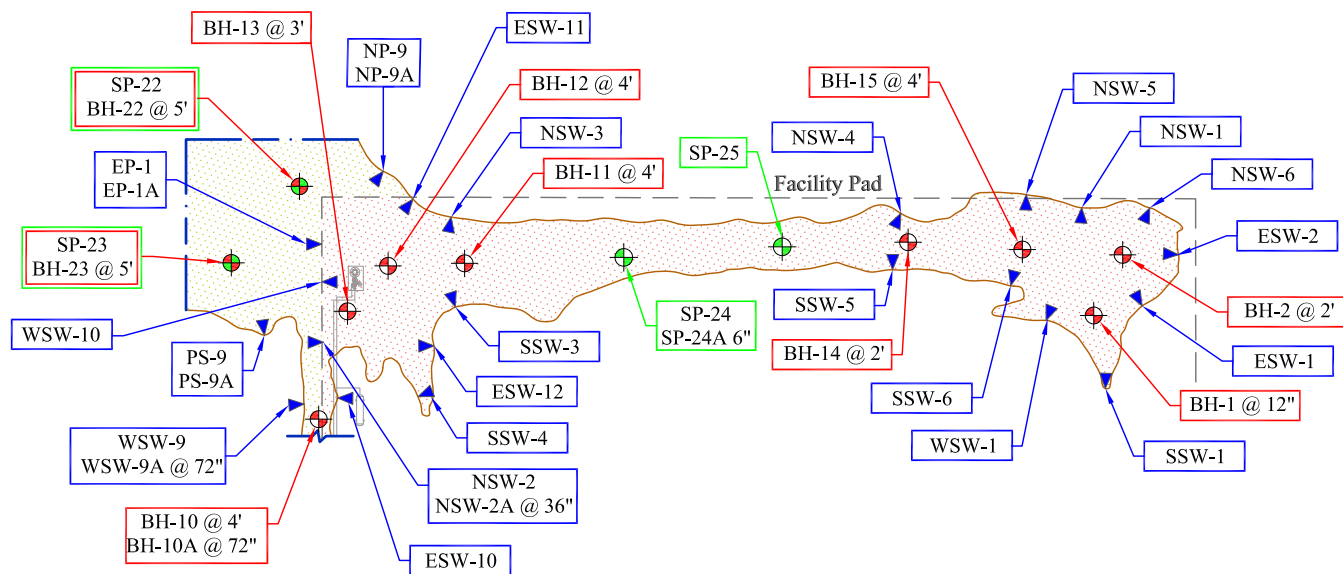 BH-13 @ 3'
NP-9
NP-9A
ESW-11
SP-22
BH-22 @ 5'
BH-12 @ 4'
BH-15 @ 4'
NSW-5
EP-1
EP-1A
NSW-3
NSW-4
NSW-1
SP-25
BH-11 @ 4'
NSW-6
Facility Pad
SP-23
BH-23 @ 5'
ESW-2
WSW-10
SSW-5
SP-24
SP-24A 6"
BH-2 @ 2'
PS-9
PS-9A
SSW-3
BH-14 @ 2'
ESW-1
ESW-12
SSW-6
BH-1 @ 12"
WSW-9
WSW-9A @ 72"
SSW-4
WSW-1
SSW-1
NSW-2
NSW-2A @ 36"
BH-10 @ 4'
BH-10A @ 72"
ESW-10